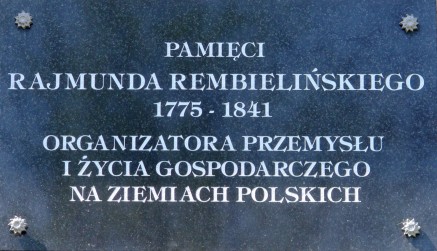 PAMIĘCI
RAJMUNDA REMBIELIŃSKIEGO
1775 - 1841
ORGANIZATORA PRZEMYSŁU
I ŻYCIA GOSPODARCZEGO
NA ZIEMIACH POLSKICH